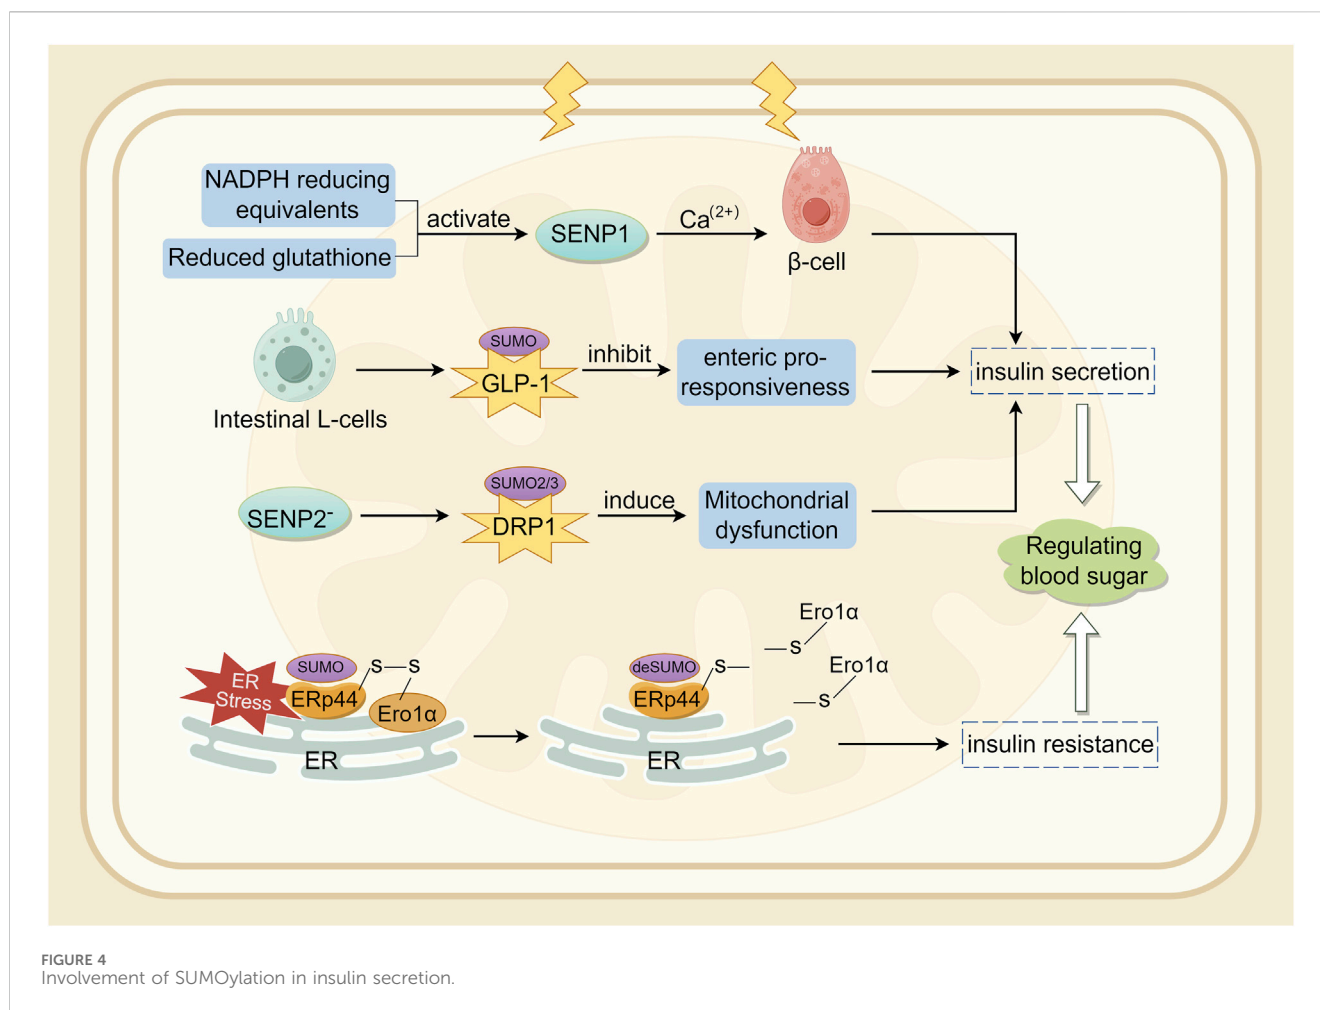 NADPH reducing
equivalents
Reduced glutathione
activate
SENP1
Ca(2+)
β-cell
Intestinal L-cells
SUMO
GLP-1
inhibit
enteric pro-
responsiveness
insulin secretion
SENP2-
SUMO2/3
DRP1
induce
Mitochondrial
dysfunction
Regulating
blood sugar
ER
Stress
SUMO
ERp44
S—S
Ero1α
ER
deSUMO
ERp44
S—
ER
Ero1α
—S
Ero1α
—S
insulin resistance
FIGURE 4
Involvement of SUMOylation in insulin secretion.